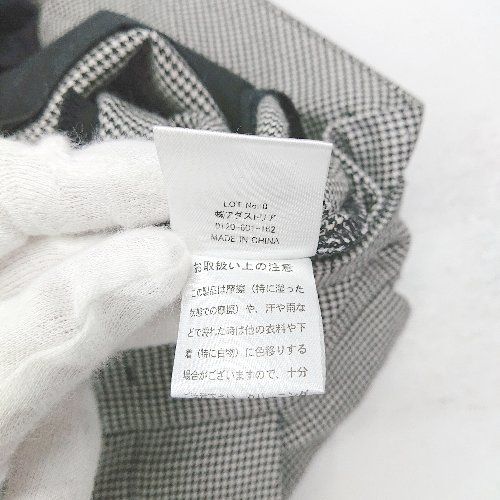 LOT No. 0
㈱アダストリア
0120-601-162
MADE IN CHINA
お取扱い上の注意
この製品は摩擦（特に湿った
状態での摩擦）や、汗や雨な
どで濡れた時は他の衣料や下
着（特に白物）に色移りする
場合がございますので、十分